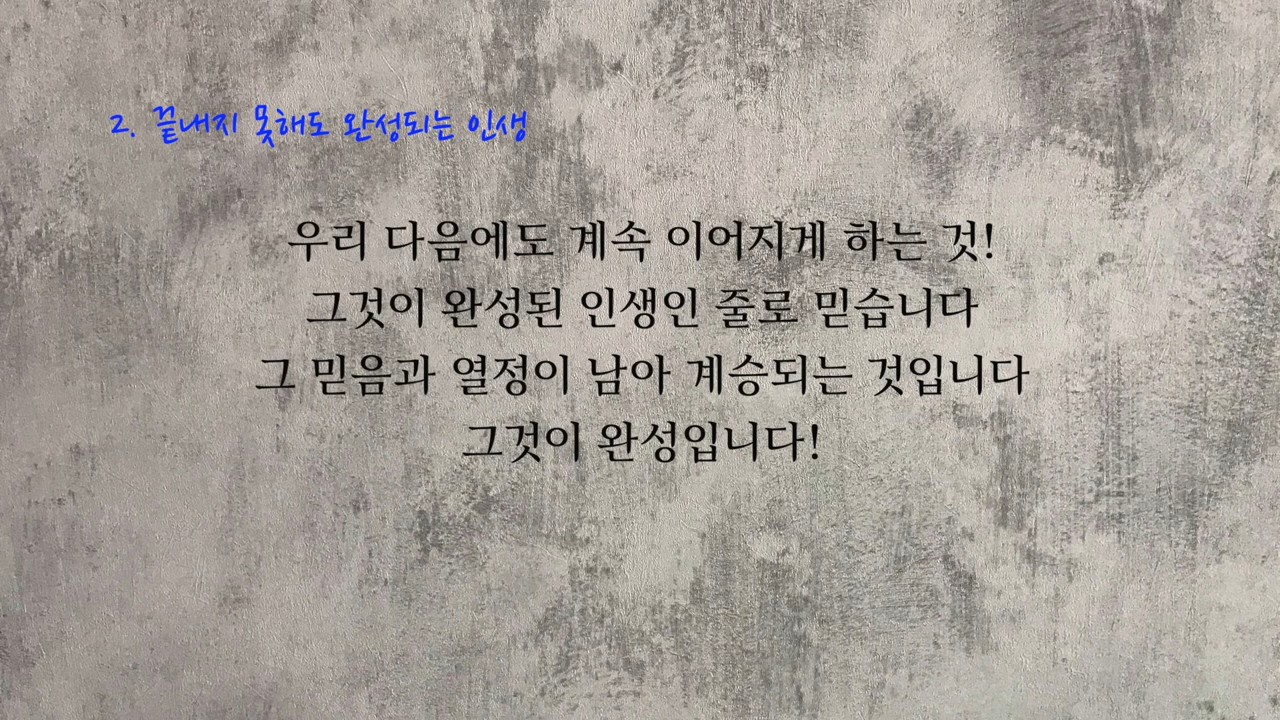 2. 끝내지 못해도 완성되는 인생
우리 다음에도 계속 이어지게 하는 것!
그것이 완성된 인생인 줄로 믿습니다
그 믿음과 열정이 남아 계승되는 것입니다
그것이 완성입니다!